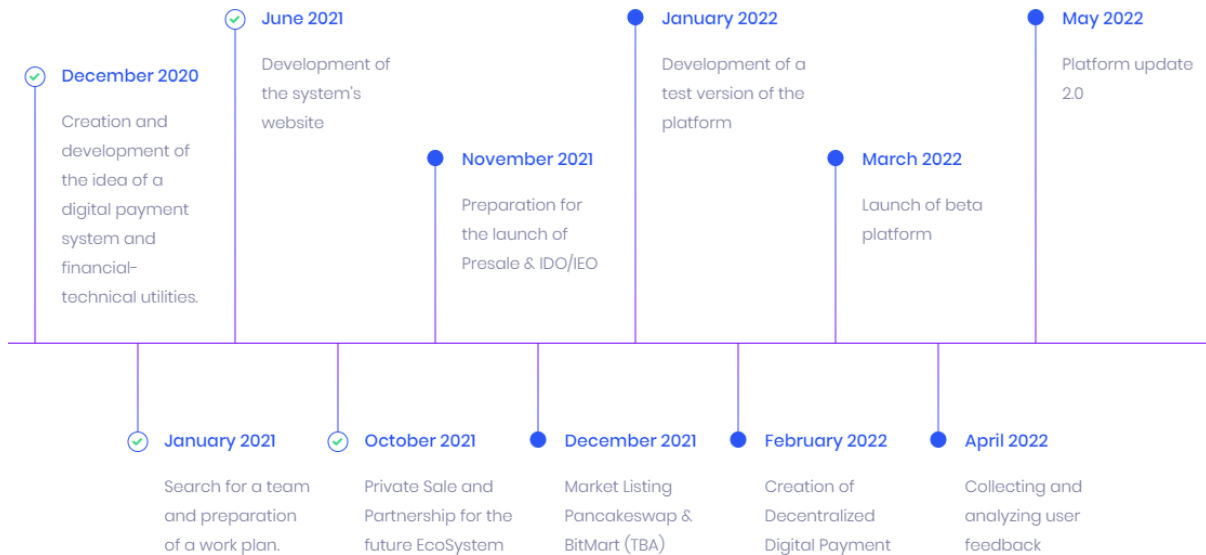 December 2020
Creation and
development of
the idea of a
digital payment
system and
financial-
technical utilities.
January 2021
Search for a team
and preparation
of a work plan.
June 2021
Development of
the system's
website
October 2021
Private Sale and
Partnership for the
future EcoSystem
November 2021
Preparation for
the launch of
Presale & IDO/IEO
December 2021
Market Listing
Pancakeswap &
BitMart (TBA)
January 2022
Development of a
test version of the
platform
February 2022
Creation of
Decentralized
Digital Payment
March 2022
Launch of beta
platform
April 2022
Collecting and
analyzing user
feedback
May 2022
Platform update
2.0